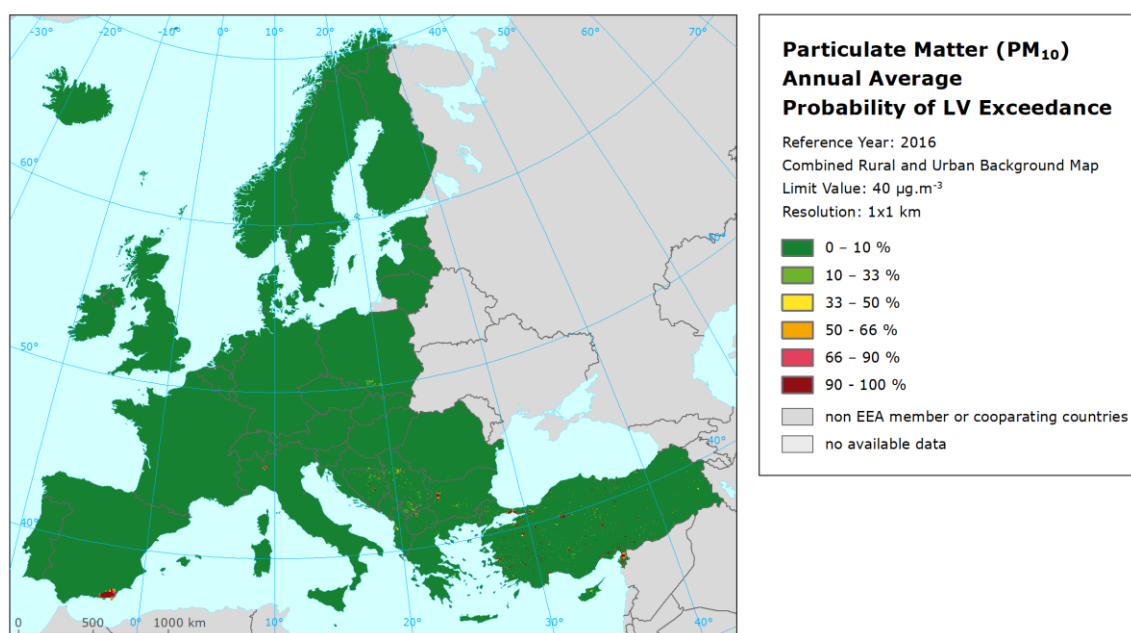 -30° -20° -10° 0° 10° 20° 30° 40° 50° 60° 70°
60°
50°
50°
40°
40°
0 500 1000 km
0° 10° 20° 30° 40°
Particulate Matter (PM₁₀)
Annual Average
Probability of LV Exceedance
Reference Year: 2016
Combined Rural and Urban Background Map
Limit Value: 40 µg.m⁻³
Resolution: 1x1 km
0 – 10 %
10 – 33 %
33 – 50 %
50 - 66 %
66 – 90 %
90 - 100 %
non EEA member or cooparating countries
no available data